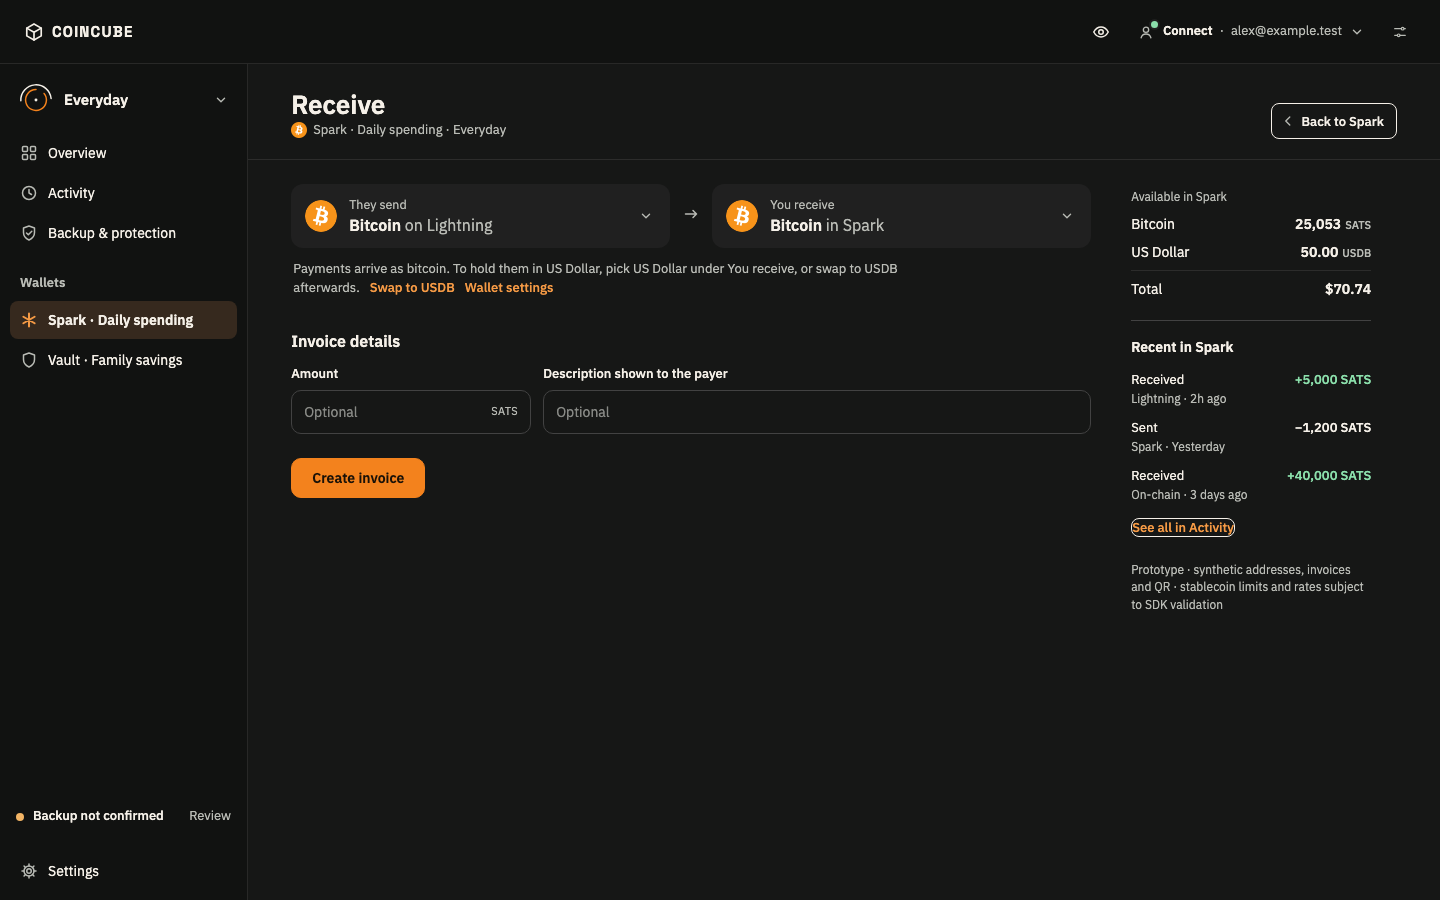 COINCUBE
Connect · alex@example.test
Everyday
Overview
Activity
Backup & protection
Wallets
Spark · Daily spending
Vault · Family savings
Backup not confirmed Review
Settings
Receive
Spark · Daily spending · Everyday
Back to Spark
They send
Bitcoin on Lightning
→
You receive
Bitcoin in Spark
Payments arrive as bitcoin. To hold them in US Dollar, pick US Dollar under You receive, or swap to USDB
afterwards. Swap to USDB Wallet settings
Invoice details
Amount
Optional SATS
Description shown to the payer
Optional
Create invoice
Available in Spark
Bitcoin 25,053 SATS
US Dollar 50.00 USDB
Total $70.74
Recent in Spark
Received +5,000 SATS
Lightning · 2h ago
Sent −1,200 SATS
Spark · Yesterday
Received +40,000 SATS
On-chain · 3 days ago
See all in Activity
Prototype · synthetic addresses, invoices
and QR · stablecoin limits and rates subject
to SDK validation